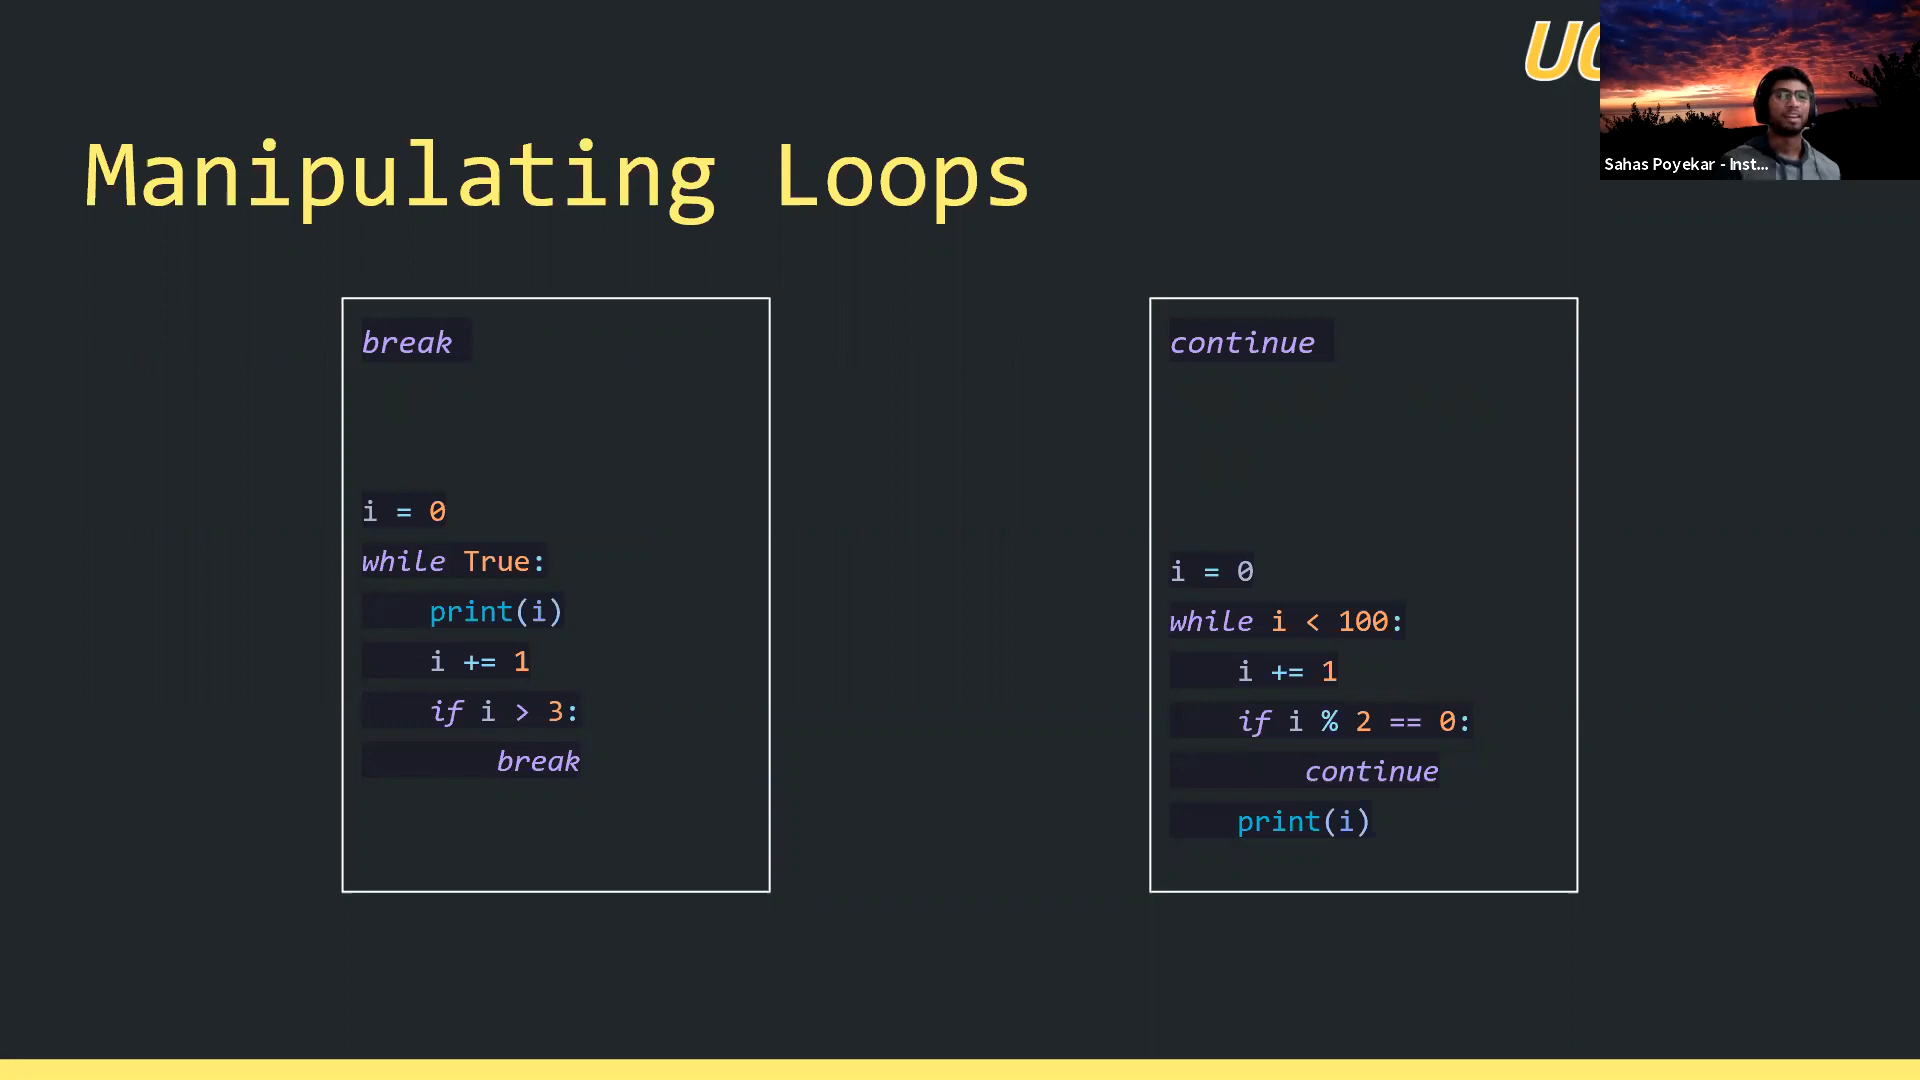 Manipulating Loops
Sahas Poyekar - Inst...
break
i = 0
while True:
    print(i)
    i += 1
    if i > 3:
        break
continue
i = 0
while i < 100:
    i += 1
    if i % 2 == 0:
        continue
    print(i)